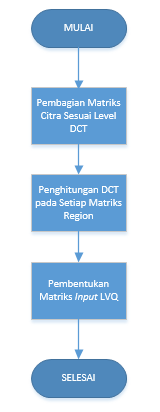 MULAI
Pembagian Matriks
Citra Sesuai Level
DCT
Penghitungan DCT
pada Setiap Matriks
Region
Pembentukan
Matriks Input LVQ
SELESAI